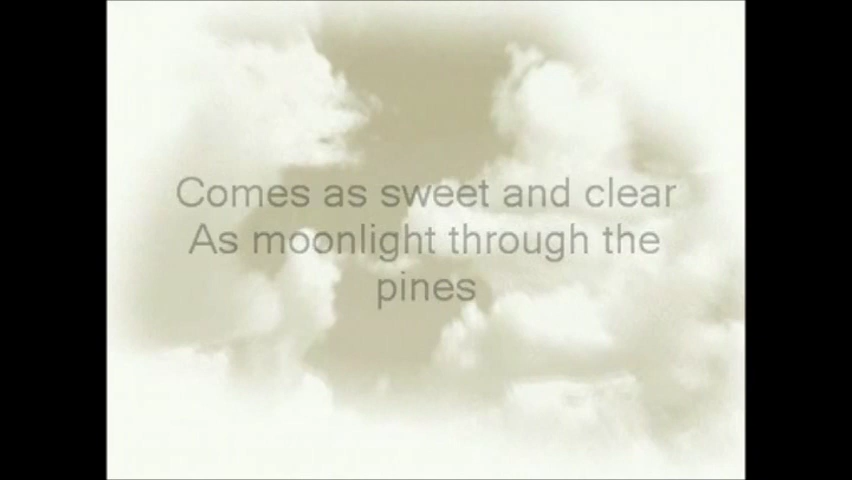 Comes as sweet and clear
As moonlight through the
pines